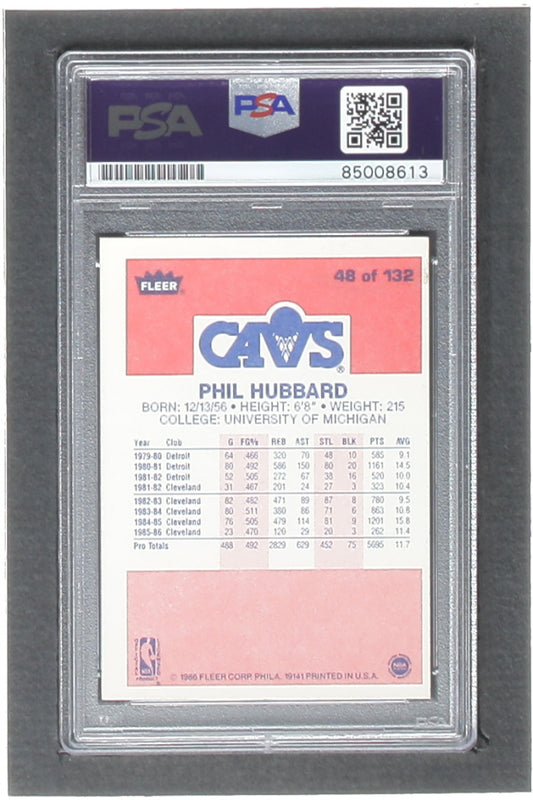 PSA PSA
85008613
FLEER 48 of 132
CAVS ®
PHIL HUBBARD
BORN: 12/13/56 • HEIGHT: 6'8" • WEIGHT: 215
COLLEGE: UNIVERSITY OF MICHIGAN
Year Club G FG% REB AST STL BLK PTS AVG
1979-80 Detroit 64 .466 320 70 48 10 585 9.1
1980-81 Detroit 80 .492 586 150 80 20 1161 14.5
1981-82 Detroit 52 .505 272 67 38 16 520 10.0
1981-82 Cleveland 31 .467 201 24 27 3 323 10.4
1982-83 Cleveland 82 .482 471 89 87 8 780 9.5
1983-84 Cleveland 80 .511 380 86 71 6 863 10.8
1984-85 Cleveland 76 .505 479 114 81 9 1201 15.8
1985-86 Cleveland 23 .470 120 29 20 3 262 11.4
Pro Totals 488 .492 2829 629 452 75 5695 11.7
NBA
NBA
© 1986 FLEER CORP. PHILA. 19141 PRINTED IN U.S.A.
PSA